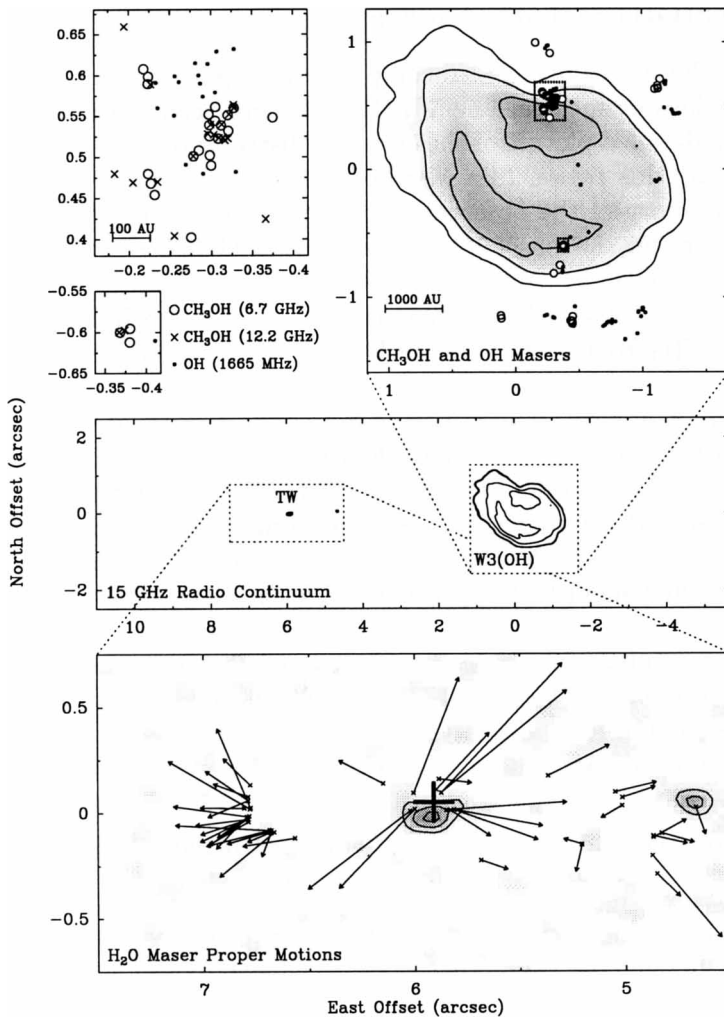 0.65
0.60
0.55
0.50
0.45
0.40
100 AU
−0.2 −0.25 −0.3 −0.35 −0.4
−0.55
−0.6
−0.65
−0.35 −0.4
CH₃OH (6.7 GHz)
CH₃OH (12.2 GHz)
OH (1665 MHz)
1
0
−1
1000 AU
CH₃OH and OH Masers
1 0 −1
North Offset (arcsec)
2
0
−2
TW
W3(OH)
15 GHz Radio Continuum
10 8 6 4 2 0 −2 −4
0.5
0
−0.5
H₂O Maser Proper Motions
7 6 5
East Offset (arcsec)